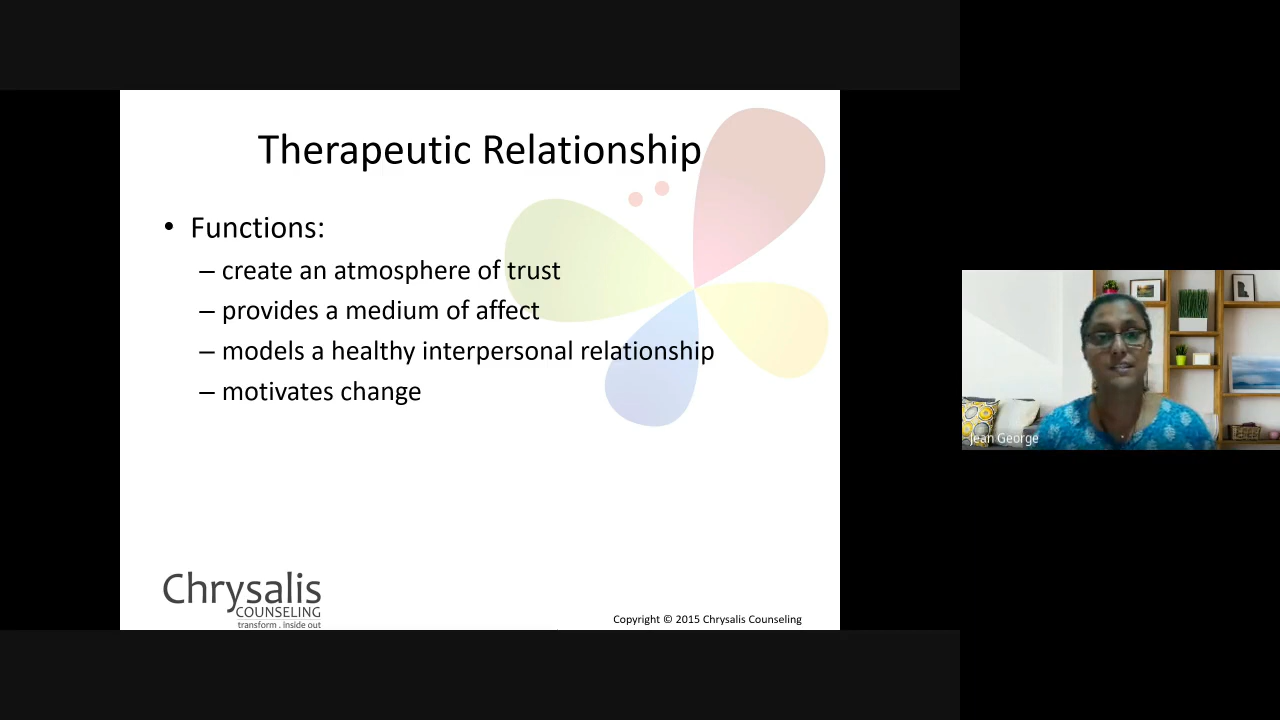 Therapeutic Relationship
• Functions:
– create an atmosphere of trust
– provides a medium of affect
– models a healthy interpersonal relationship
– motivates change
Chrysalis
COUNSELING
transform . inside out
Copyright © 2015 Chrysalis Counseling
Jean George